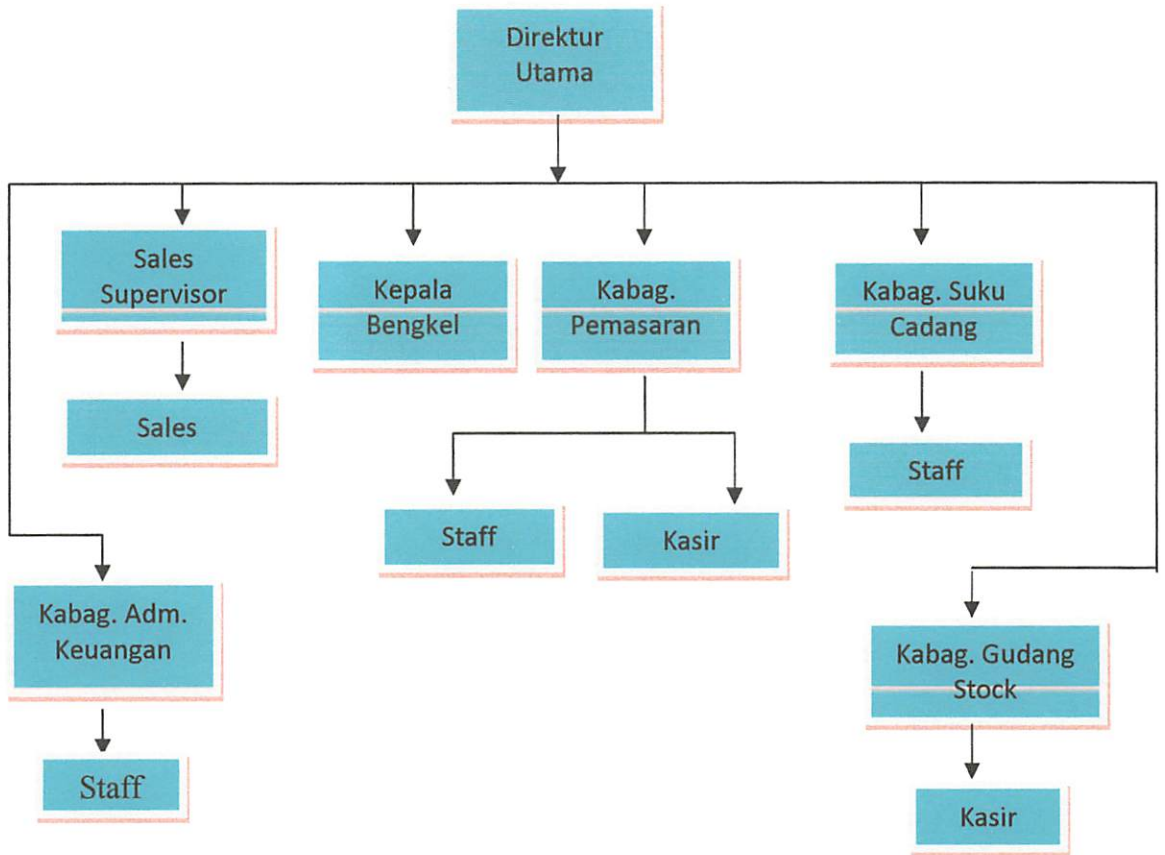 Direktur
Utama
Sales
Supervisor
Kepala
Bengkel
Kabag.
Pemasaran
Kabag. Suku
Cadang
Sales
Staff
Staff
Kasir
Kabag. Adm.
Keuangan
Kabag. Gudang
Stock
Staff
Kasir